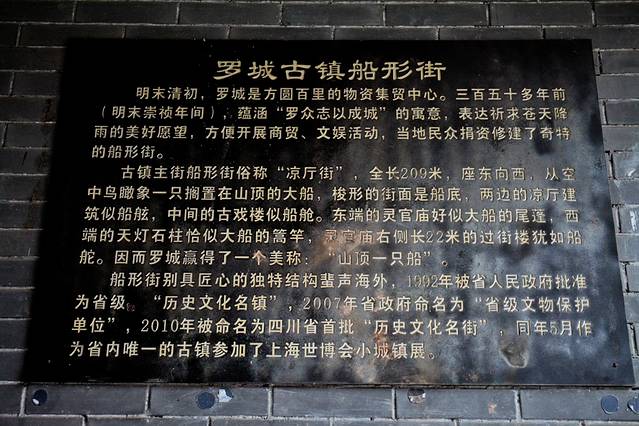 罗城古镇船形街
明末清初，罗城是方圆百里的物资集贸中心。三百五十多年前
（明末崇祯年间），蕴涵“罗众志以成城”的寓意，表达祈求苍天降
雨的美好愿望，方便开展商贸、文娱活动，当地民众捐资修建了奇特
的船形街。
古镇主街船形街俗称“凉厅街”，全长209米，座东向西，从空
中鸟瞰象一只搁置在山顶的大船，梭形的街面是船底，两边的凉厅建
筑似船舷，中间的古戏楼似船舱。东端的灵官庙好似大船的尾篷，西
端的天灯石柱恰似大船的篙竿，灵官庙右侧长22米的过街楼犹如船
舵。因而罗城赢得了一个美称：“山顶一只船”。
船形街别具匠心的独特结构蜚声海外，1992年被省人民政府批准
为省级。“历史文化名镇”，2007年省政府命名为“省级文物保护
单位”，2010年被命名为四川省首批“历史文化名街”，同年5月作
为省内唯一的古镇参加了上海世博会小城镇展。